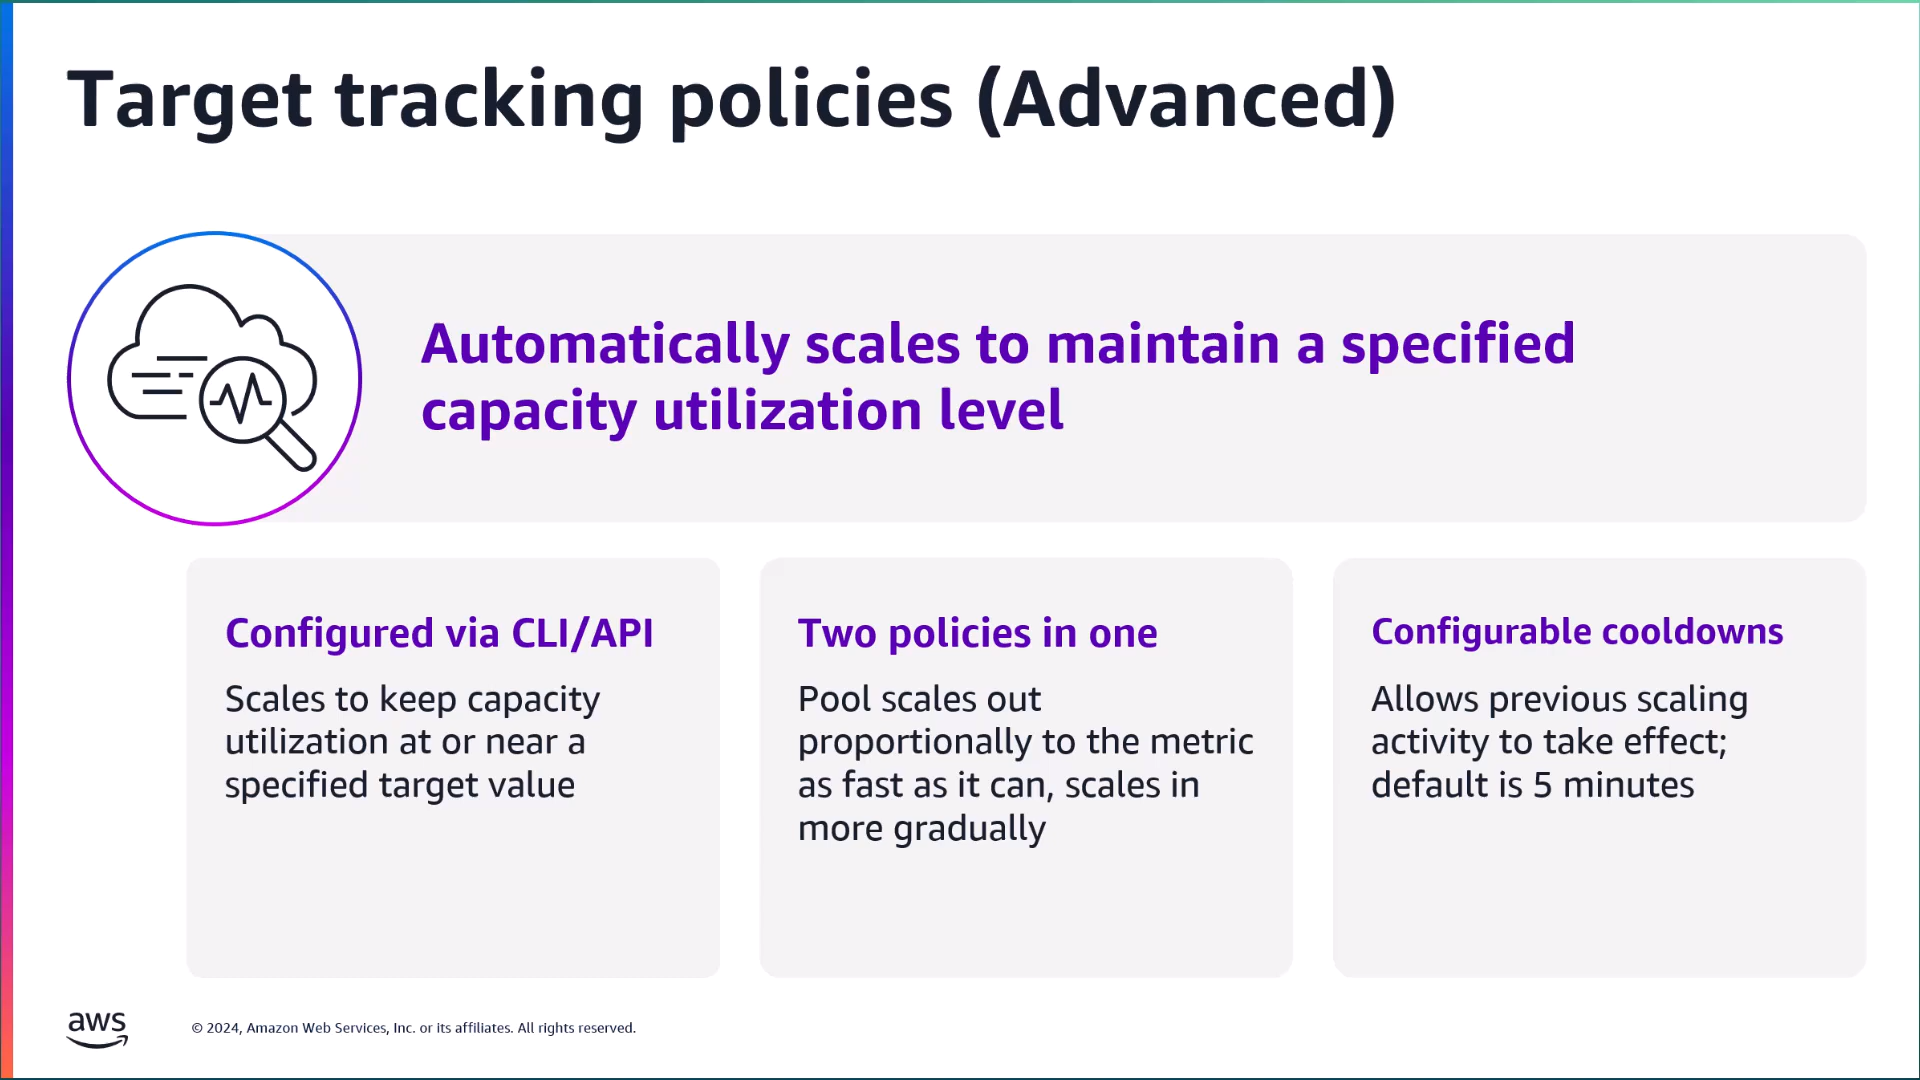 Target tracking policies (Advanced)
Automatically scales to maintain a specified
capacity utilization level
Configured via CLI/API
Scales to keep capacity
utilization at or near a
specified target value
Two policies in one
Pool scales out
proportionally to the metric
as fast as it can, scales in
more gradually
Configurable cooldowns
Allows previous scaling
activity to take effect;
default is 5 minutes
aws
© 2024, Amazon Web Services, Inc. or its affiliates. All rights reserved.